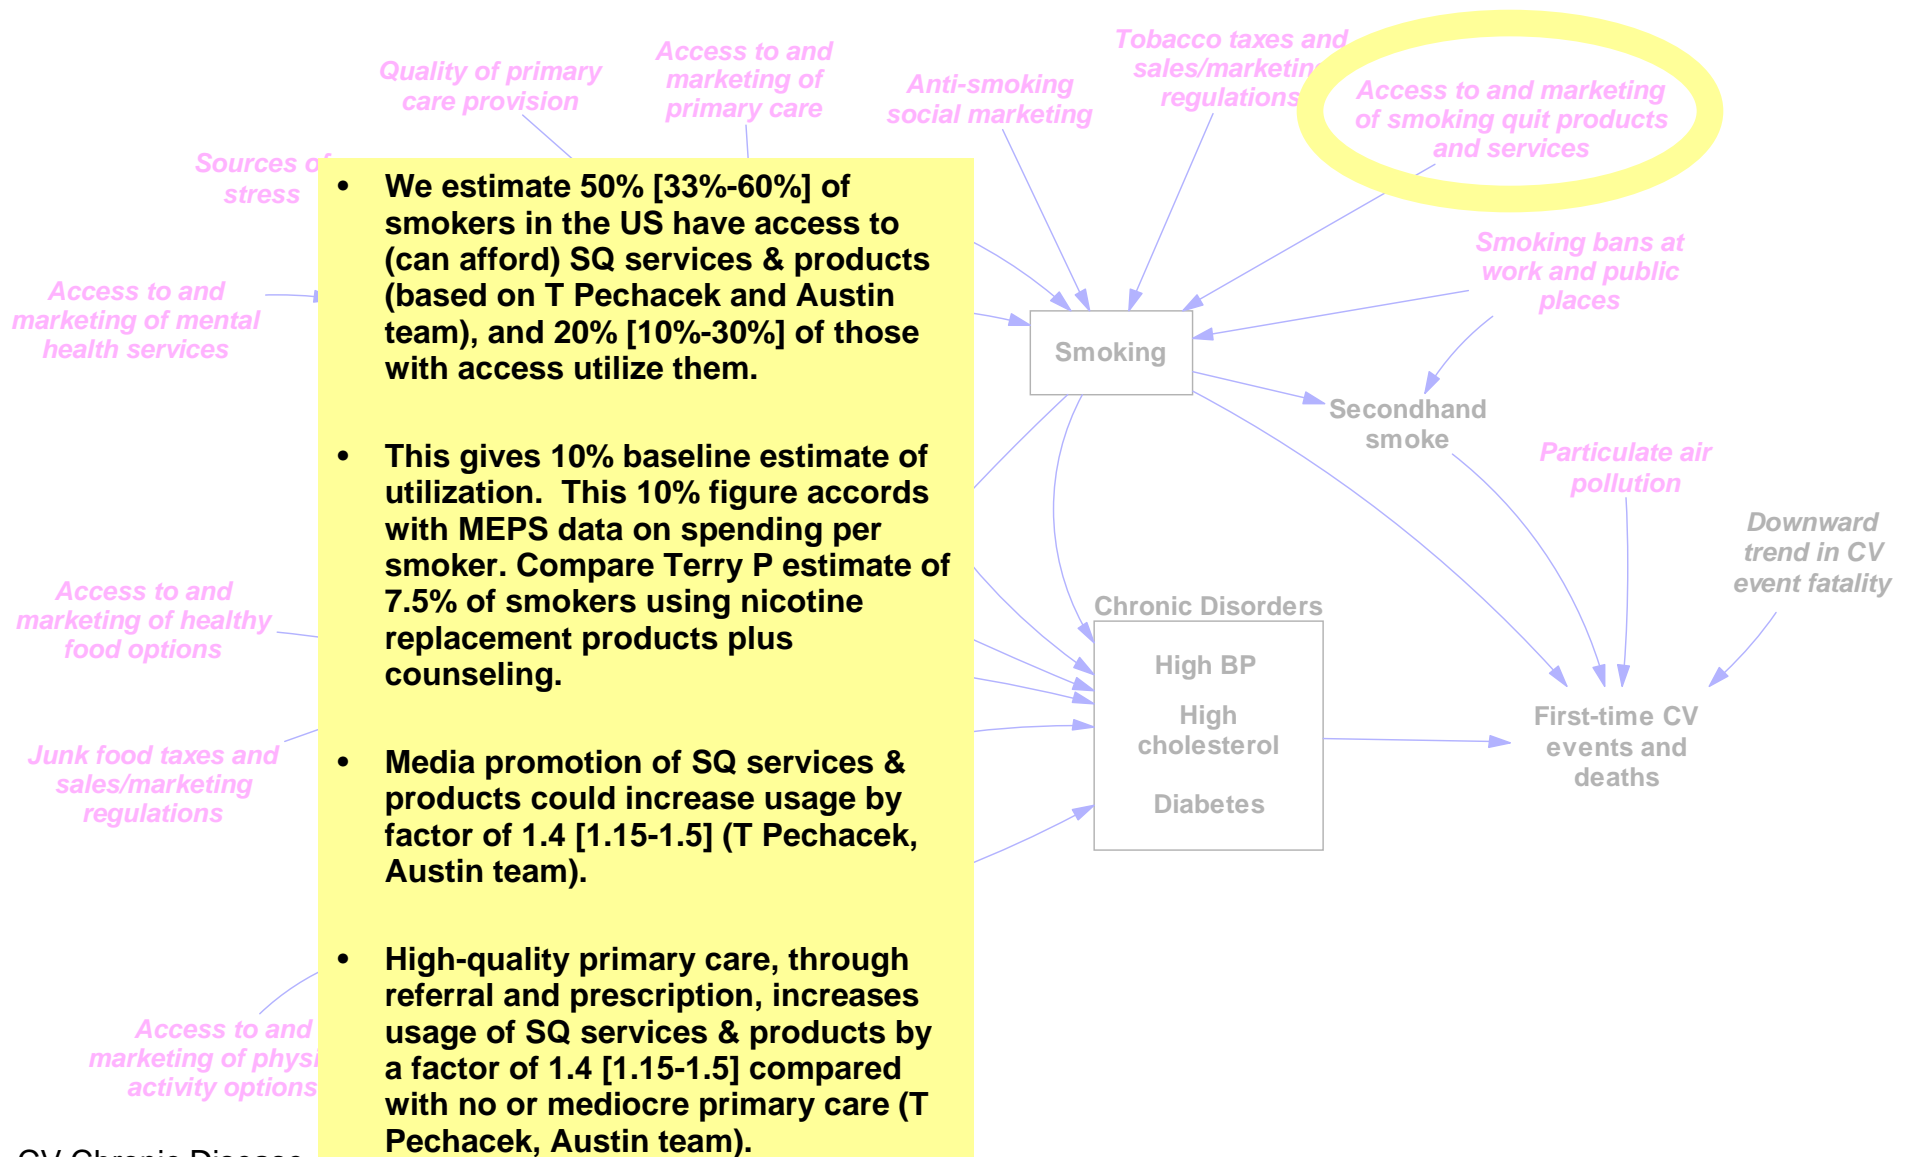 Quality of primary
care provision
Access to and
marketing of
primary care
Anti-smoking
social marketing
Tobacco taxes and
sales/marketing
regulations
Access to and marketing
of smoking quit products
and services
Sources of
stress
Access to and
marketing of mental
health services
Access to and
marketing of healthy
food options
Junk food taxes and
sales/marketing
regulations
Access to and
marketing of physi
activity options
• We estimate 50% [33%-60%] of
smokers in the US have access to
(can afford) SQ services & products
(based on T Pechacek and Austin
team), and 20% [10%-30%] of those
with access utilize them.
• This gives 10% baseline estimate of
utilization.  This 10% figure accords
with MEPS data on spending per
smoker. Compare Terry P estimate of
7.5% of smokers using nicotine
replacement products plus
counseling.
• Media promotion of SQ services &
products could increase usage by
factor of 1.4 [1.15-1.5] (T Pechacek,
Austin team).
• High-quality primary care, through
referral and prescription, increases
usage of SQ services & products by
a factor of 1.4 [1.15-1.5] compared
with no or mediocre primary care (T
Pechacek, Austin team).
Smoking bans at
work and public
places
Smoking
Secondhand
smoke
Particulate air
pollution
Downward
trend in CV
event fatality
Chronic Disorders
High BP
High
cholesterol
Diabetes
First-time CV
events and
deaths
CV Chronic Disease